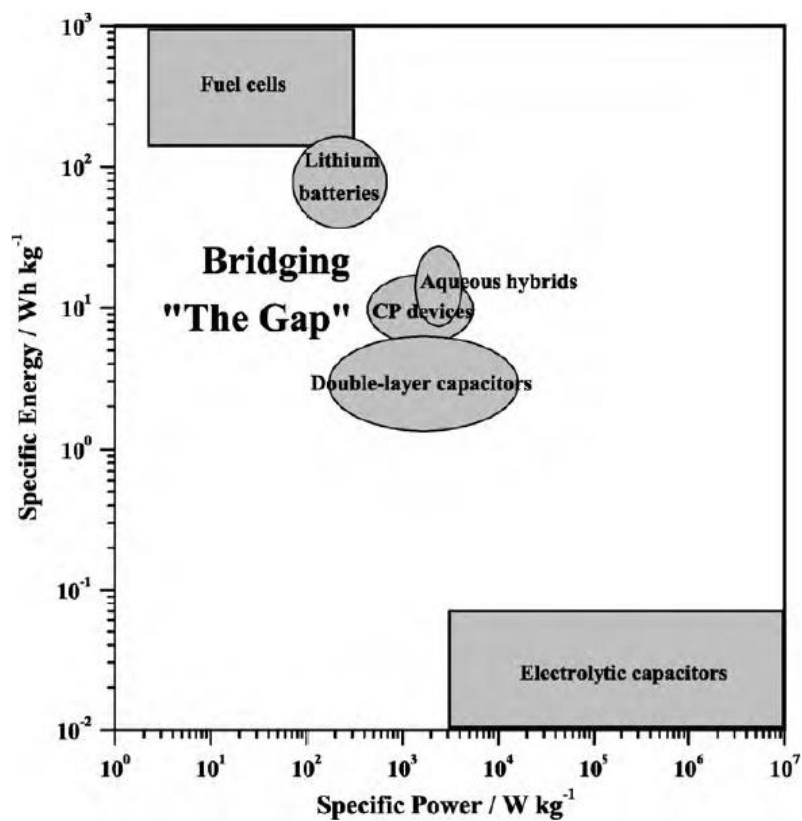 10³
Fuel cells
10²
Lithium
batteries
Bridging
"The Gap"
Aqueous hybrids
10¹
CP devices
Double-layer capacitors
10⁰
10⁻¹
Electrolytic capacitors
10⁻²
Specific Energy / Wh kg⁻¹
10⁰ 10¹ 10² 10³ 10⁴ 10⁵ 10⁶ 10⁷
Specific Power / W kg⁻¹